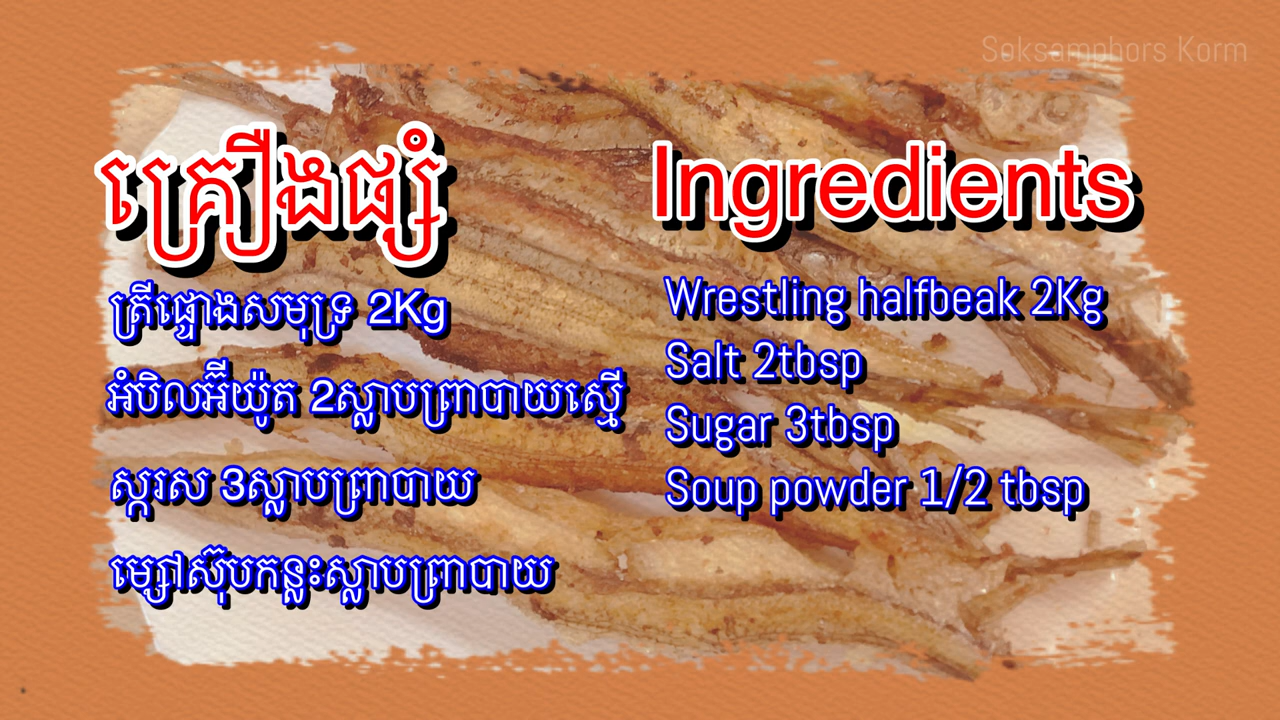 Soksamphors Korm
គ្រឿងផ្សំ
ត្រីផ្ទោងសមុទ្រ 2Kg
អំបិលអ៊ីយ៉ូត 2ស្លាបព្រាបាយស្មើ
ស្ករស 3ស្លាបព្រាបាយ
ម្សៅស៊ុបកន្លះស្លាបព្រាបាយ
Ingredients
Wrestling halfbeak 2Kg
Salt 2tbsp
Sugar 3tbsp
Soup powder 1/2 tbsp